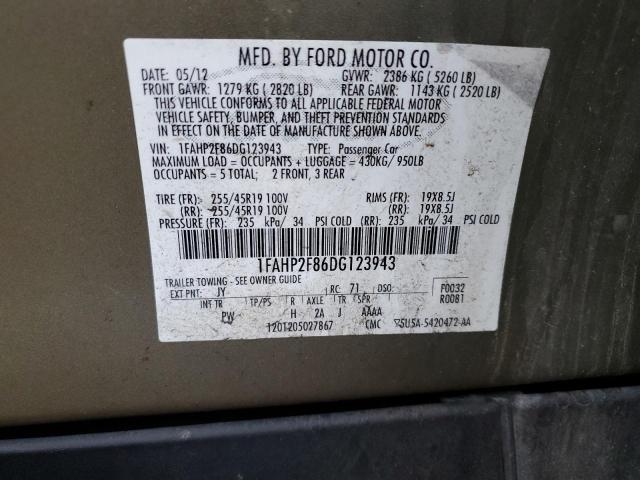 MFD. BY FORD MOTOR CO.
DATE: 05/12 GVWR: 2386 KG ( 5260 LB)
FRONT GAWR: 1279 KG ( 2820 LB) REAR GAWR: 1143 KG ( 2520 LB)
THIS VEHICLE CONFORMS TO ALL APPLICABLE FEDERAL MOTOR
VEHICLE SAFETY, BUMPER, AND THEFT PREVENTION STANDARDS
IN EFFECT ON THE DATE OF MANUFACTURE SHOWN ABOVE.
VIN: 1FAHP2F86DG123943 TYPE: Passenger Car
MAXIMUM LOAD = OCCUPANTS + LUGGAGE = 430KG/ 950LB
OCCUPANTS = 5 TOTAL; 2 FRONT, 3 REAR
TIRE (FR): 255/45R19 100V RIMS (FR): 19X8.5J
(RR): 255/45R19 100V (RR): 19X8.5J
PRESSURE (FR): 235 kPa/ 34 PSI COLD (RR): 235 kPa/ 34 PSI COLD
1FAHP2F86DG123943
TRAILER TOWING - SEE OWNER GUIDE
EXT PNT: JY RC: 71 DSO: F0032
INT TR TP/PS R AXLE TR SPR R0081
PW H 2A J AAAA
120T205027867 CMC 5U5A-5420472-AA